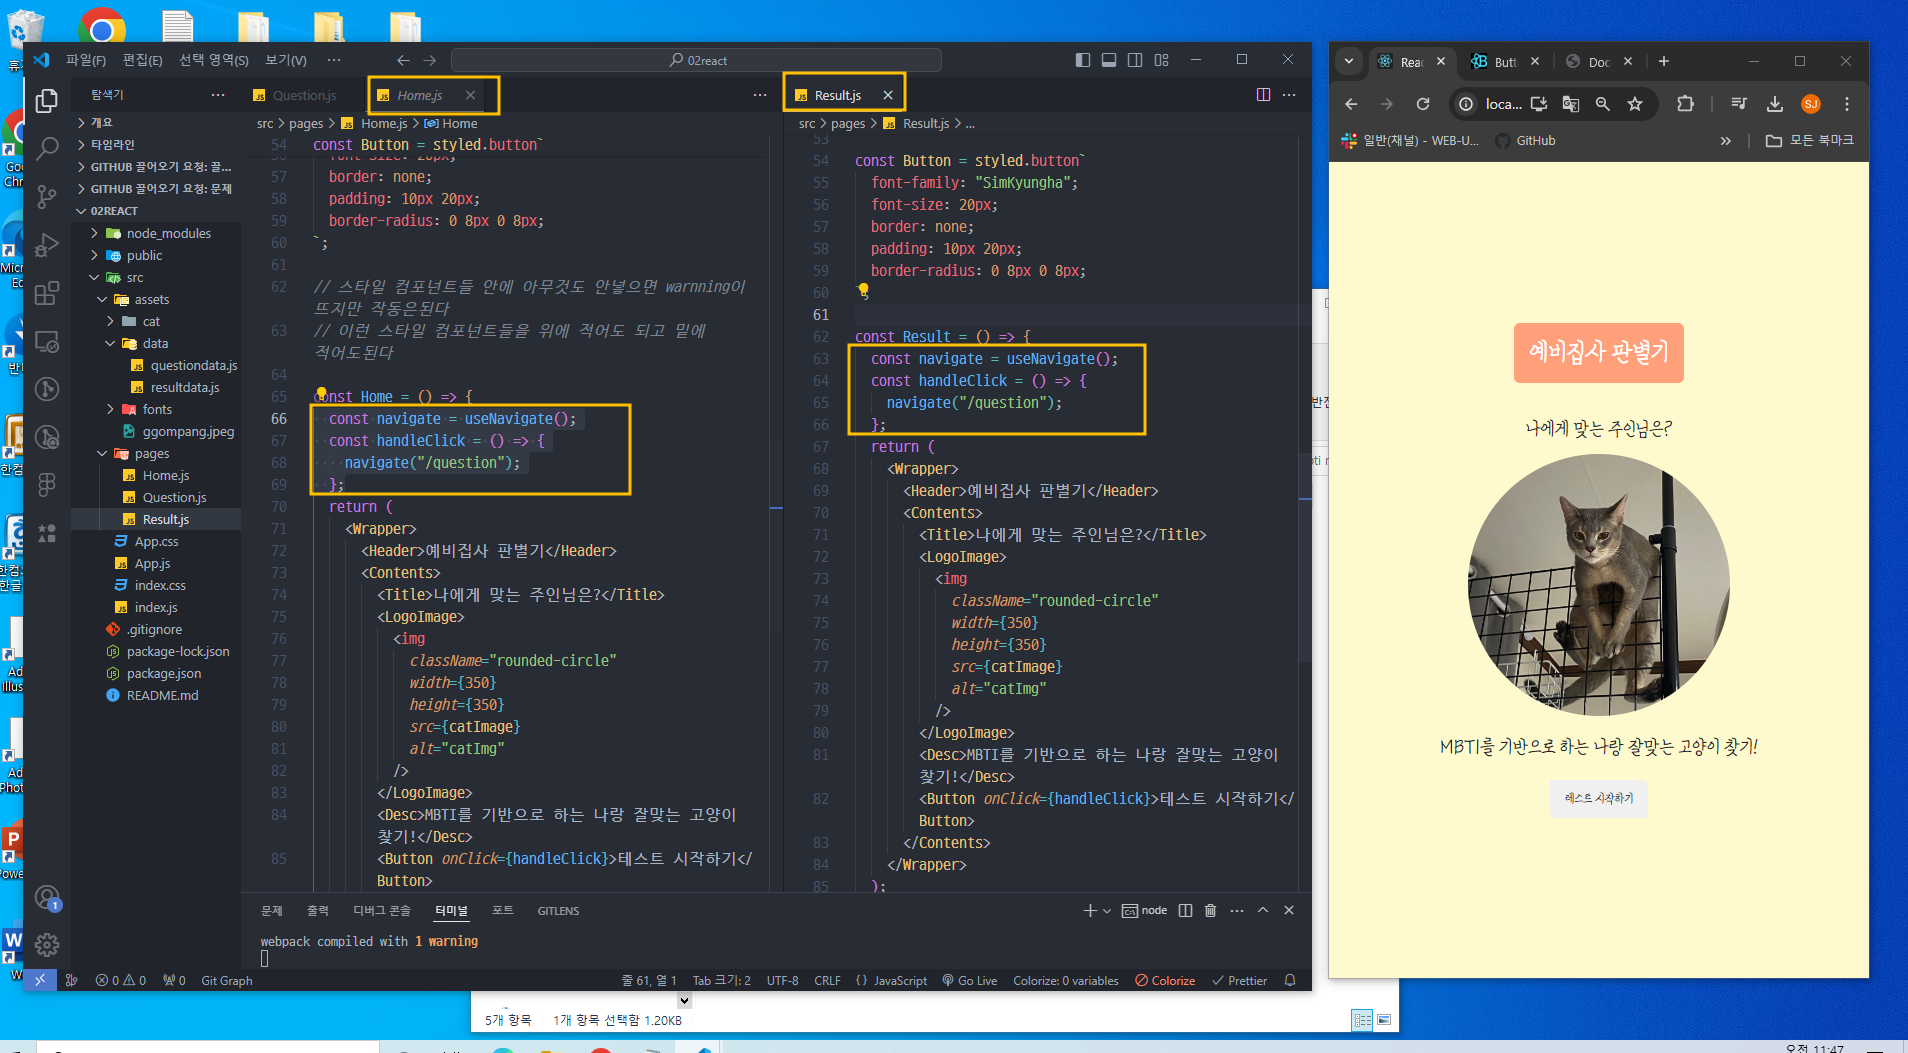 파일(F) 편집(E) 선택 영역(S) 보기(V) ···
02react
탐색기
개요
타임라인
GITHUB 끌어오기 요청: 끌...
GITHUB 끌어오기 요청: 문제
02REACT
node_modules
public
src
assets
cat
data
questiondata.js
resultdata.js
fonts
ggompang.jpeg
pages
Home.js
Question.js
Result.js
App.css
App.js
index.css
index.js
.gitignore
package-lock.json
package.json
README.md
Question.js
Home.js
src > pages > Home.js > Home
54 const Button = styled.button`
font-size: 20px;
57 border: none;
58 padding: 10px 20px;
59 border-radius: 0 8px 0 8px;
60 `;
61
62 // 스타일 컴포넌트들 안에 아무것도 안넣으면 warnning이
뜨지만 작동은된다
63 // 이런 스타일 컴포넌트들을 위에 적어도 되고 밑에
적어도된다
64
65 const Home = () => {
66 const navigate = useNavigate();
67 const handleClick = () => {
68 navigate("/question");
69 };
70 return (
71 <Wrapper>
72 <Header>예비집사 판별기</Header>
73 <Contents>
74 <Title>나에게 맞는 주인님은?</Title>
75 <LogoImage>
76 <img
77 className="rounded-circle"
78 width={350}
79 height={350}
80 src={catImage}
81 alt="catImg"
82 />
83 </LogoImage>
84 <Desc>MBTI를 기반으로 하는 나랑 잘맞는 고양이
찾기!</Desc>
85 <Button onClick={handleClick}>테스트 시작하기</
Button>
Result.js
src > pages > Result.js > ...
53
54 const Button = styled.button`
55 font-family: "SimKyungha";
56 font-size: 20px;
57 border: none;
58 padding: 10px 20px;
59 border-radius: 0 8px 0 8px;
60
61
62 const Result = () => {
63 const navigate = useNavigate();
64 const handleClick = () => {
65 navigate("/question");
66 };
67 return (
68 <Wrapper>
69 <Header>예비집사 판별기</Header>
70 <Contents>
71 <Title>나에게 맞는 주인님은?</Title>
72 <LogoImage>
73 <img
74 className="rounded-circle"
75 width={350}
76 height={350}
77 src={catImage}
78 alt="catImg"
79 />
80 </LogoImage>
81 <Desc>MBTI를 기반으로 하는 나랑 잘맞는 고양이
찾기!</Desc>
82 <Button onClick={handleClick}>테스트 시작하기</
Button>
83 </Contents>
84 </Wrapper>
85 );
문제 출력 디버그 콘솔 터미널 포트 GITLENS
node
webpack compiled with 1 warning
0 0 0 Git Graph
줄 61, 열 1 Tab 크기: 2 UTF-8 CRLF { } JavaScript Go Live Colorize: 0 variables Colorize Prettier
5개 항목 1개 항목 선택함 1.20KB
Reac Butt Doc
loca... SJ
일반(채널) - WEB-U... GitHub » 모든 북마크
예비집사 판별기
나에게 맞는 주인님은?
MBTI를 기반으로 하는 나랑 잘맞는 고양이 찾기!
테스트 시작하기
오전 11:47